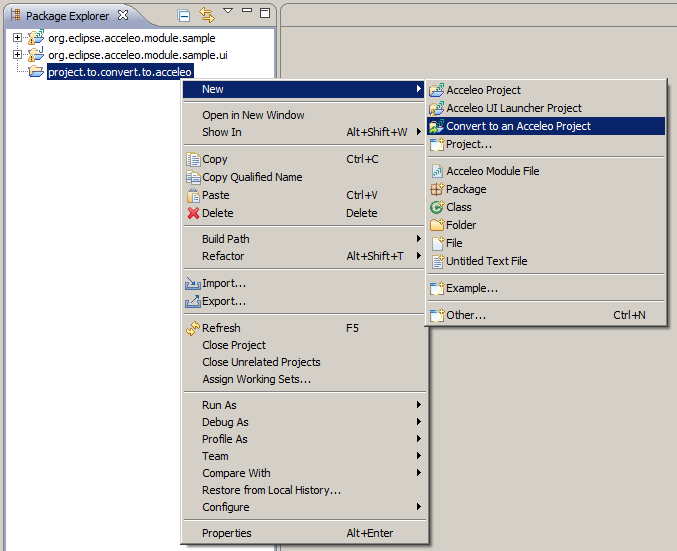 Package Explorer
org.eclipse.acceleo.module.sample
org.eclipse.acceleo.module.sample.ui
project.to.convert.to.acceleo
New
Open in New Window
Show In Alt+Shift+W
Copy Ctrl+C
Copy Qualified Name
Paste Ctrl+V
Delete Delete
Build Path
Refactor Alt+Shift+T
Import...
Export...
Refresh F5
Close Project
Close Unrelated Projects
Assign Working Sets...
Run As
Debug As
Profile As
Team
Compare With
Restore from Local History...
Configure
Properties Alt+Enter
Acceleo Project
Acceleo UI Launcher Project
Convert to an Acceleo Project
Project...
Acceleo Module File
Package
Class
Folder
File
Untitled Text File
Example...
Other... Ctrl+N